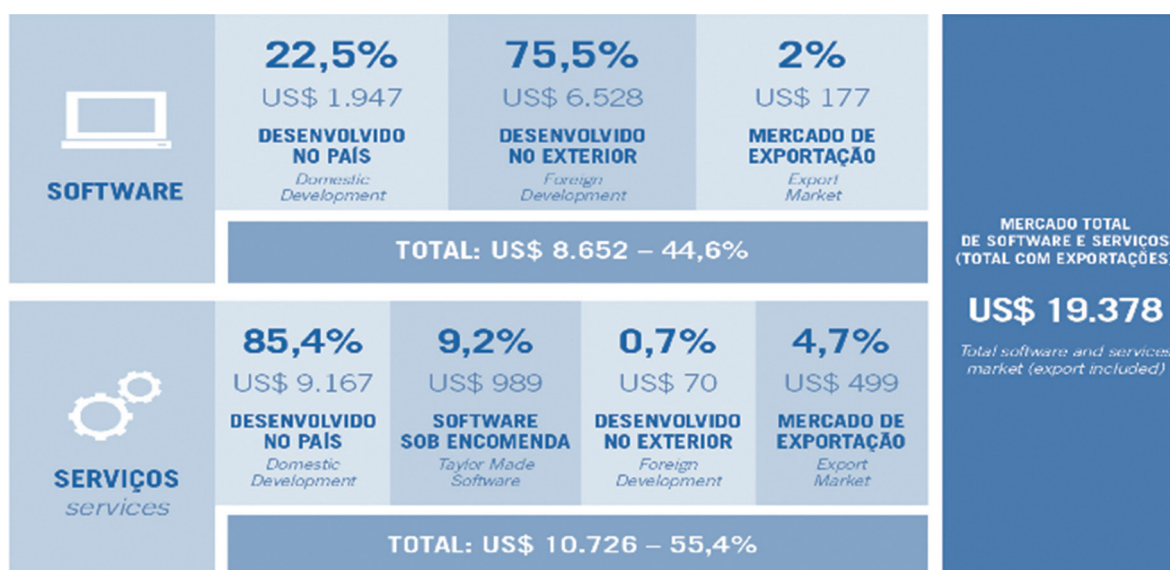 22,5%
US$ 1.947
DESENVOLVIDO
NO PAÍS
Domestic
Development
75,5%
US$ 6.528
DESENVOLVIDO
NO EXTERIOR
Foreign
Development
2%
US$ 177
MERCADO DE
EXPORTAÇÃO
Export
Market
SOFTWARE
TOTAL: US$ 8.652 – 44,6%
85,4%
US$ 9.167
DESENVOLVIDO
NO PAÍS
Domestic
Development
9,2%
US$ 989
SOFTWARE
SOB ENCOMENDA
Taylor Made
Software
0,7%
US$ 70
DESENVOLVIDO
NO EXTERIOR
Foreign
Development
4,7%
US$ 499
MERCADO DE
EXPORTAÇÃO
Export
Market
SERVIÇOS
services
TOTAL: US$ 10.726 – 55,4%
MERCADO TOTAL
DE SOFTWARE E SERVIÇOS
(TOTAL COM EXPORTAÇÕES)
US$ 19.378
Total software and services
market (export included)